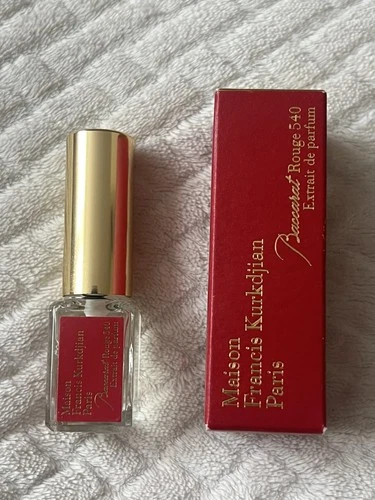 Maison
Francis Kurkdjian
Paris
Baccarat Rouge 540
Extrait de parfum
Maison
Francis Kurkdjian
Paris
Baccarat Rouge 540
Extrait de parfum